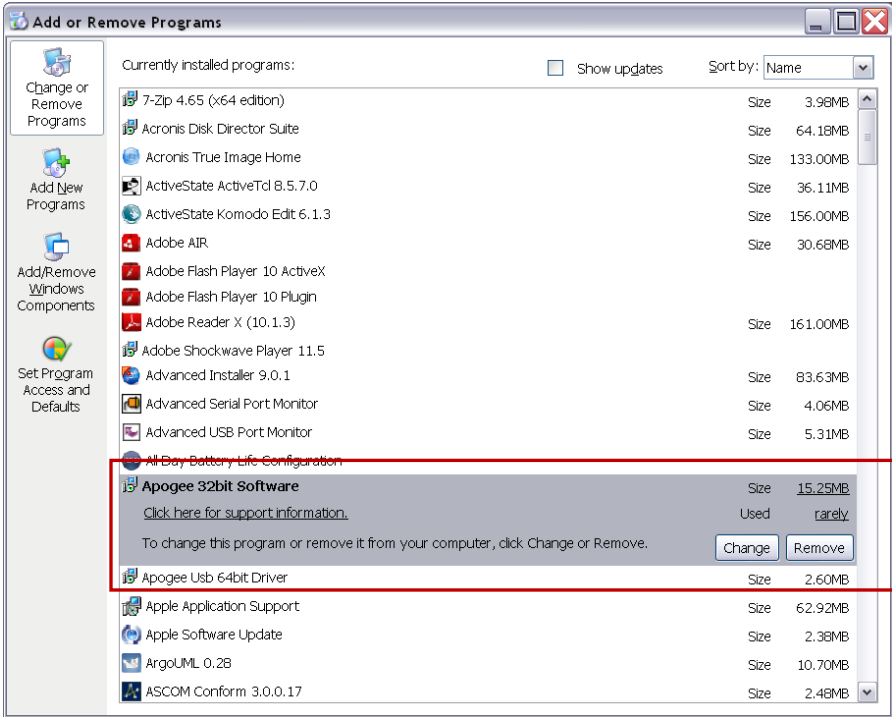 Add or Remove Programs
Change or
Remove
Programs
Add New
Programs
Add/Remove
Windows
Components
Set Program
Access and
Defaults
Currently installed programs: Show updates Sort by: Name
7-Zip 4.65 (x64 edition) Size 3.98MB
Acronis Disk Director Suite Size 64.18MB
Acronis True Image Home Size 133.00MB
ActiveState ActiveTcl 8.5.7.0 Size 36.11MB
ActiveState Komodo Edit 6.1.3 Size 156.00MB
Adobe AIR Size 30.68MB
Adobe Flash Player 10 ActiveX
Adobe Flash Player 10 Plugin
Adobe Reader X (10.1.3) Size 161.00MB
Adobe Shockwave Player 11.5
Advanced Installer 9.0.1 Size 83.63MB
Advanced Serial Port Monitor Size 4.06MB
Advanced USB Port Monitor Size 5.31MB
All Day Battery Life Configuration
Apogee 32bit Software Size 15.25MB
Click here for support information. Used rarely
To change this program or remove it from your computer, click Change or Remove. Change Remove
Apogee Usb 64bit Driver Size 2.60MB
Apple Application Support Size 62.92MB
Apple Software Update Size 2.38MB
ArgoUML 0.28 Size 10.70MB
ASCOM Conform 3.0.0.17 Size 2.48MB